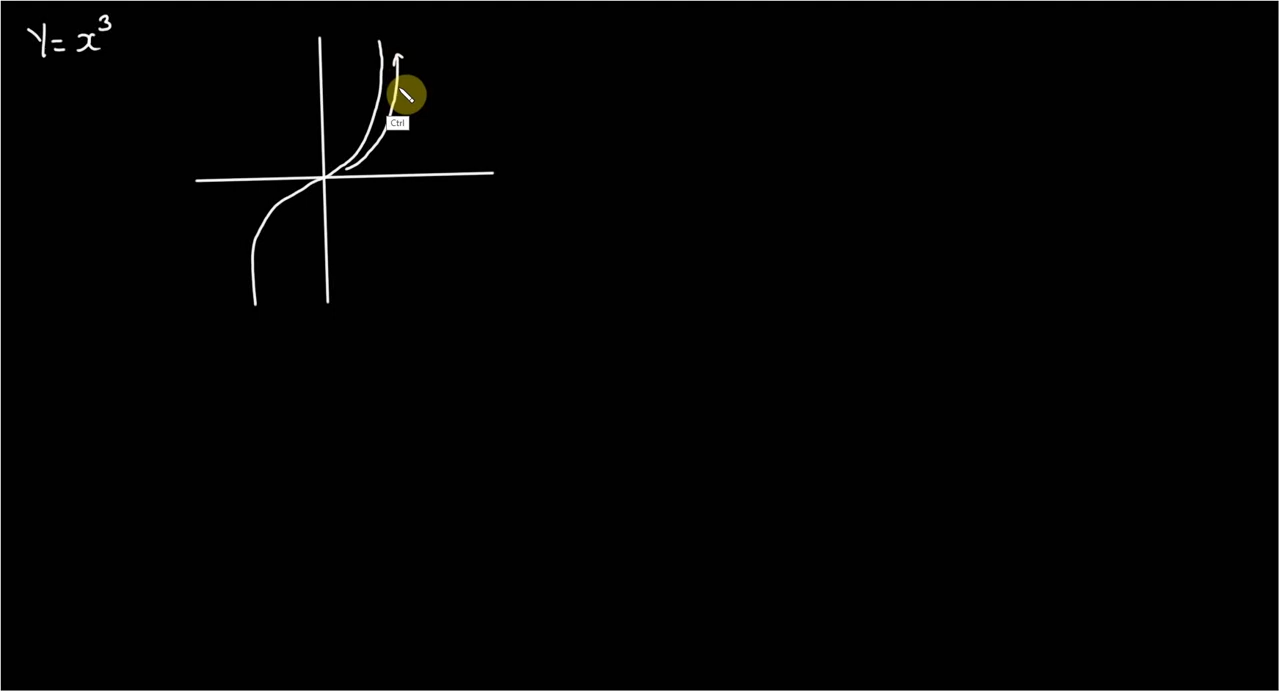 Y = x³
Ctrl